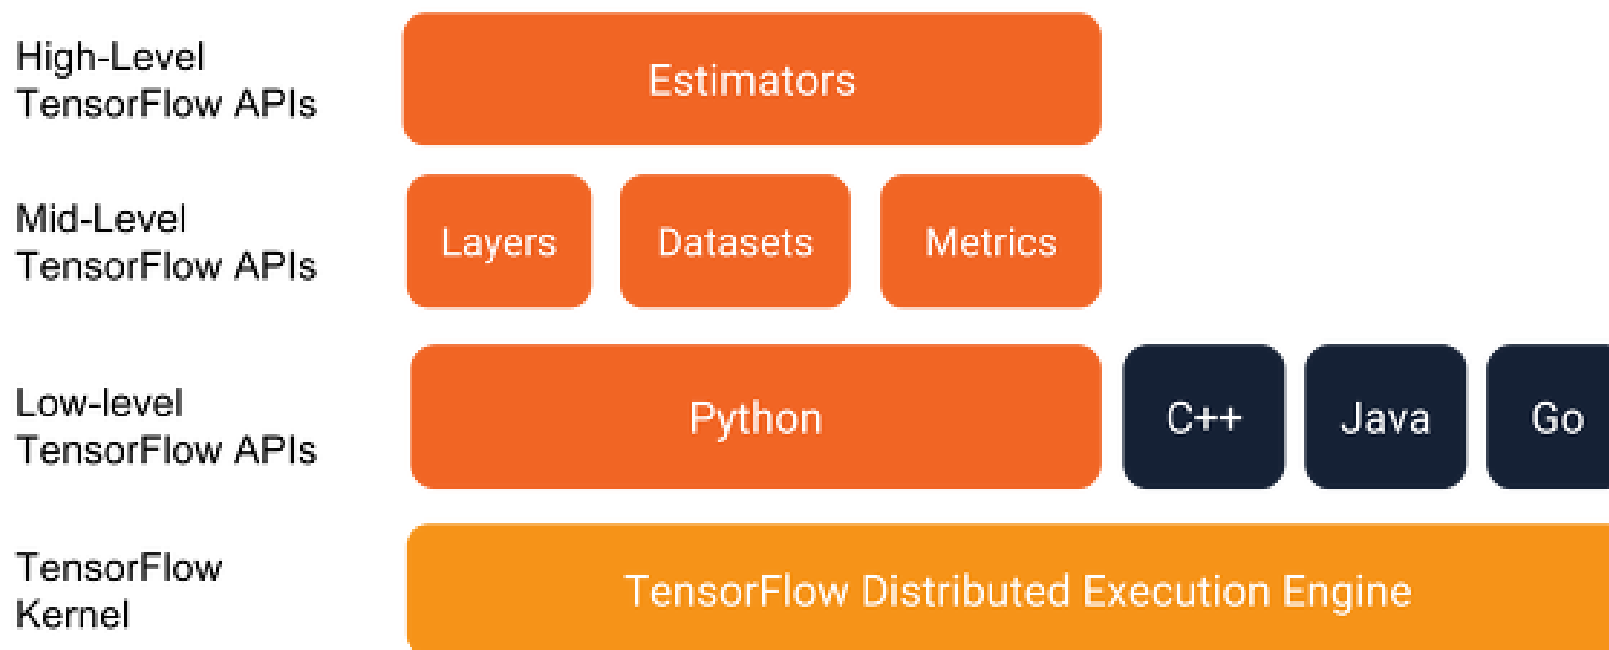 High-Level
TensorFlow APIs
Estimators
Mid-Level
TensorFlow APIs
Layers
Datasets
Metrics
Low-level
TensorFlow APIs
Python
C++
Java
Go
TensorFlow
Kernel
TensorFlow Distributed Execution Engine